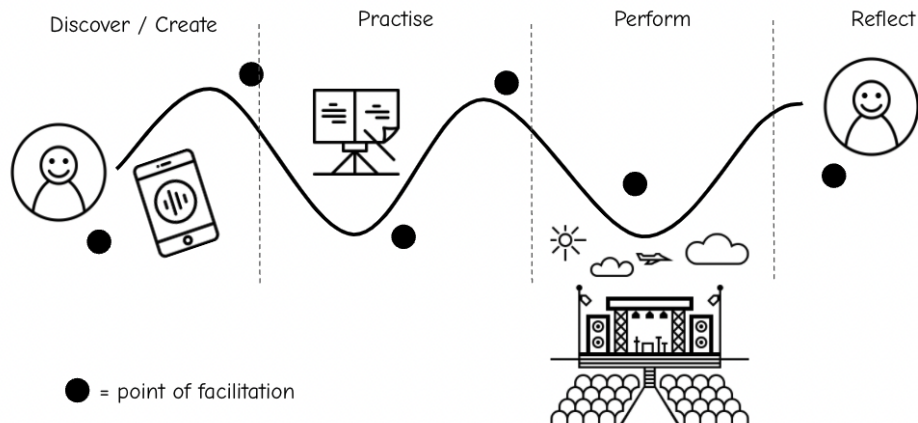 Discover / Create
Practise
Perform
Reflect
= point of facilitation